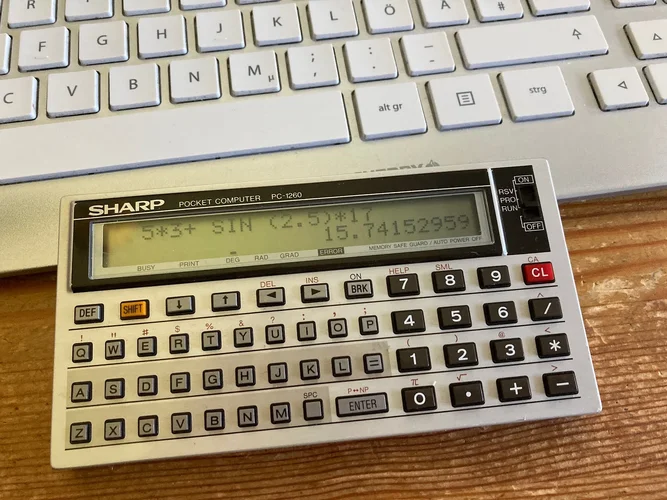 F G H J K L Ö Ä
C V B N M µ ; , : . _ -
alt gr strg
SHARP POCKET COMPUTER PC-1260
5*3+ SIN (2.5)*17
15.74152959
BUSY PRINT DEG RAD GRAD ERROR MEMORY SAFE GUARD / AUTO POWER OFF
ON
RSV
PRO
RUN
OFF
DEL INS ON HELP SML CA
DEF SHIFT ↓ ↑ ◄ ► BRK 7 8 9 CL
! " # $ % & ? : , ; ^
Q W E R T Y U I O P 4 5 6 /
( ) @ <
A S D F G H J K L = 1 2 3 *
SPC P↔NP π √ >
Z X C V B N M ENTER 0 • + −